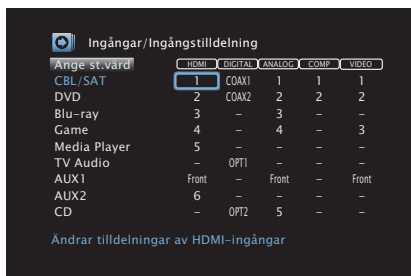 Ingångar/Ingångstilldelning
Ange st.värd HDMI DIGITAL ANALOG COMP VIDEO
CBL/SAT 1 COAX1 1 1 1
DVD 2 COAX2 2 2 2
Blu-ray 3 – 3 – –
Game 4 – 4 – 3
Media Player 5 – – – –
TV Audio – OPT1 – – –
AUX1 Front – Front – Front
AUX2 6 – – – –
CD – OPT2 5 – –
Ändrar tilldelningar av HDMI-ingångar